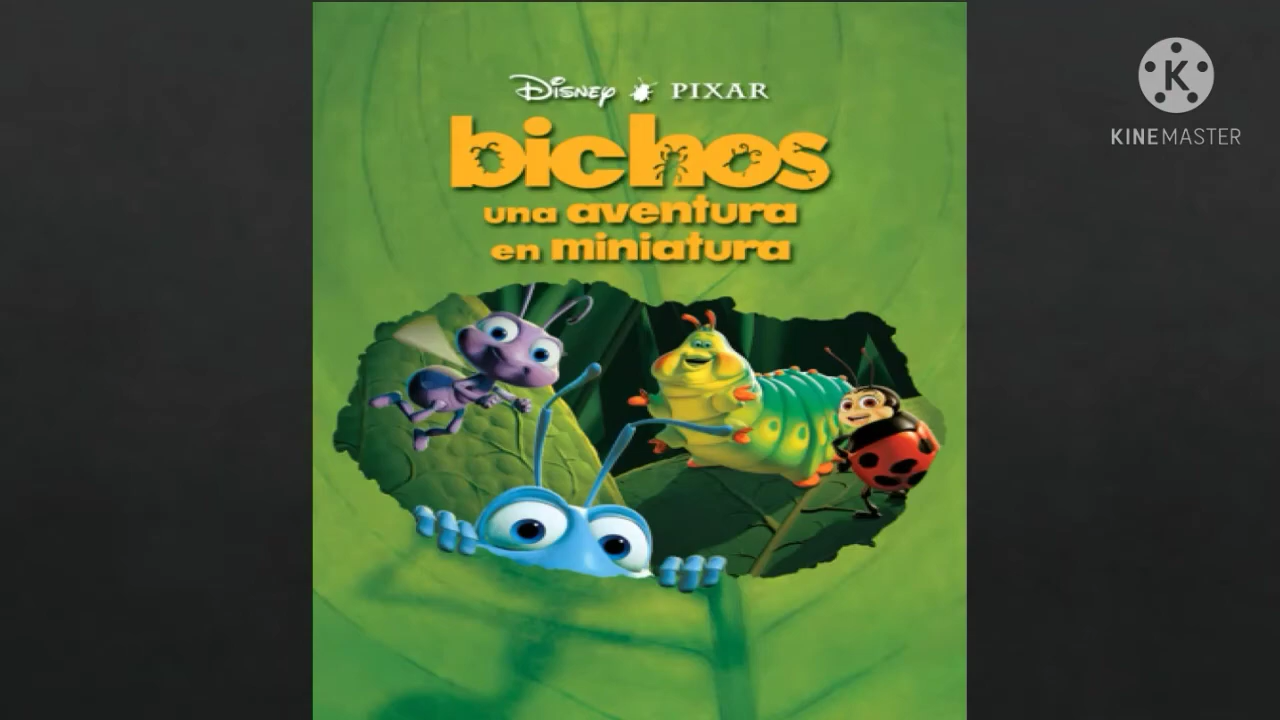 Disney PIXAR
bichos
una aventura
en miniatura
K
KINEMASTER